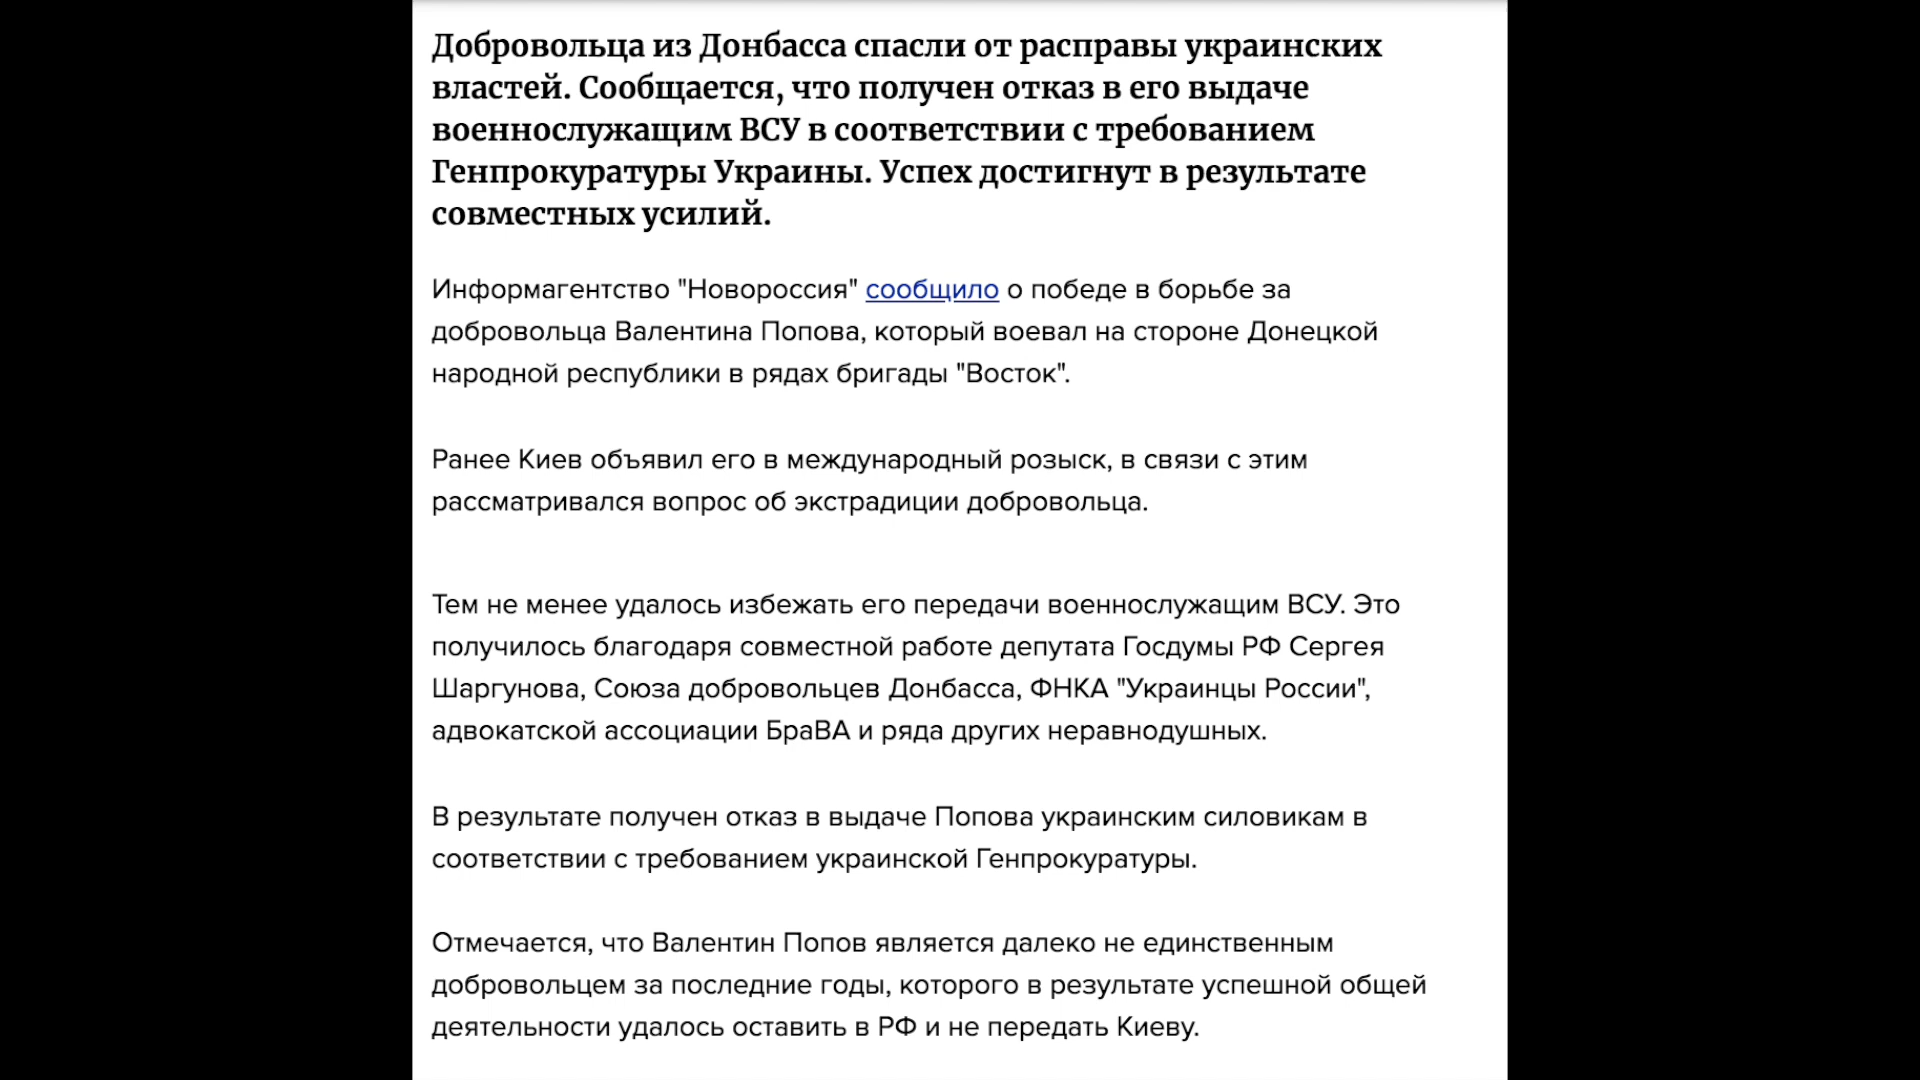 Добровольца из Донбасса спасли от расправы украинских
властей. Сообщается, что получен отказ в его выдаче
военнослужащим ВСУ в соответствии с требованием
Генпрокуратуры Украины. Успех достигнут в результате
совместных усилий.
Информагентство "Новороссия" сообщило о победе в борьбе за
добровольца Валентина Попова, который воевал на стороне Донецкой
народной республики в рядах бригады "Восток".
Ранее Киев объявил его в международный розыск, в связи с этим
рассматривался вопрос об экстрадиции добровольца.
Тем не менее удалось избежать его передачи военнослужащим ВСУ. Это
получилось благодаря совместной работе депутата Госдумы РФ Сергея
Шаргунова, Союза добровольцев Донбасса, ФНКА "Украинцы России",
адвокатской ассоциации БраВА и ряда других неравнодушных.
В результате получен отказ в выдаче Попова украинским силовикам в
соответствии с требованием украинской Генпрокуратуры.
Отмечается, что Валентин Попов является далеко не единственным
добровольцем за последние годы, которого в результате успешной общей
деятельности удалось оставить в РФ и не передать Киеву.